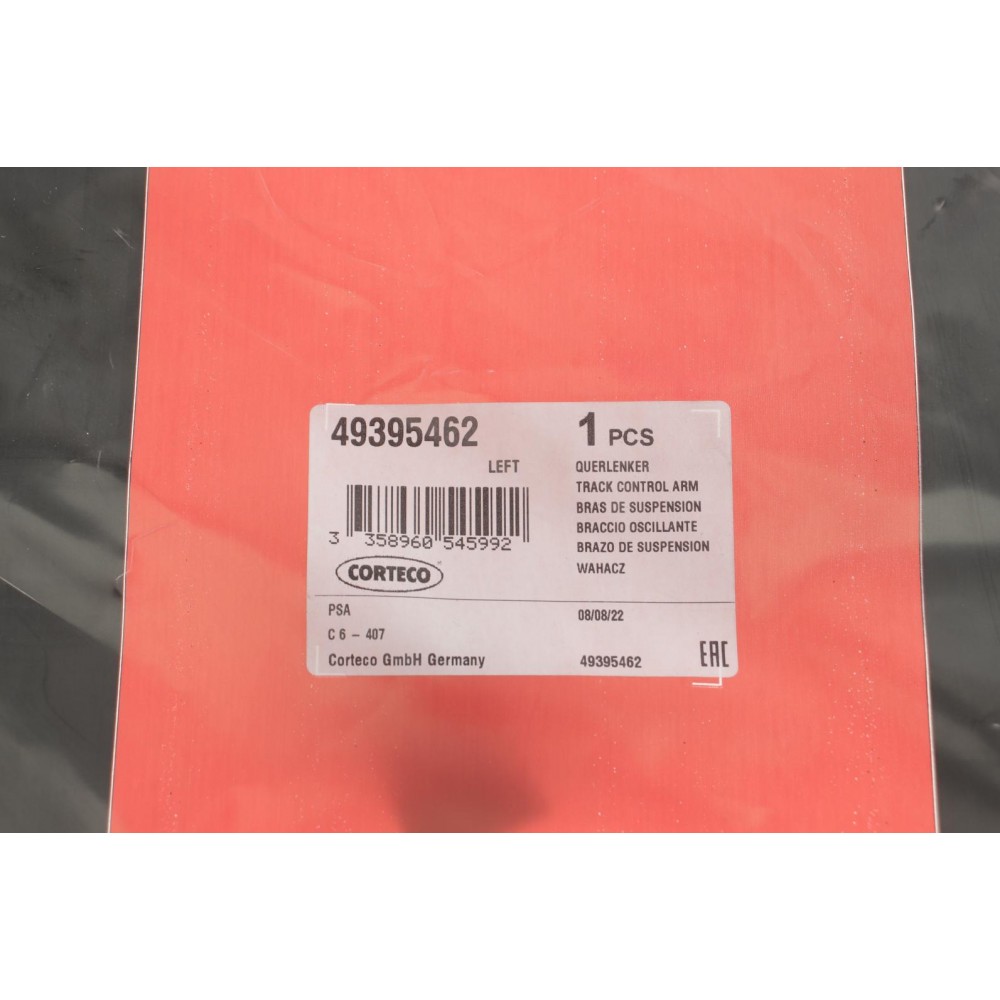 49395462
1 PCS
LEFT
QUERLENKER
TRACK CONTROL ARM
BRAS DE SUSPENSION
BRACCIO OSCILLANTE
BRAZO DE SUSPENSION
WAHACZ
3 358960 545992
CORTECO
PSA
08/08/22
C 6 - 407
Corteco GmbH Germany
49395462
EAC